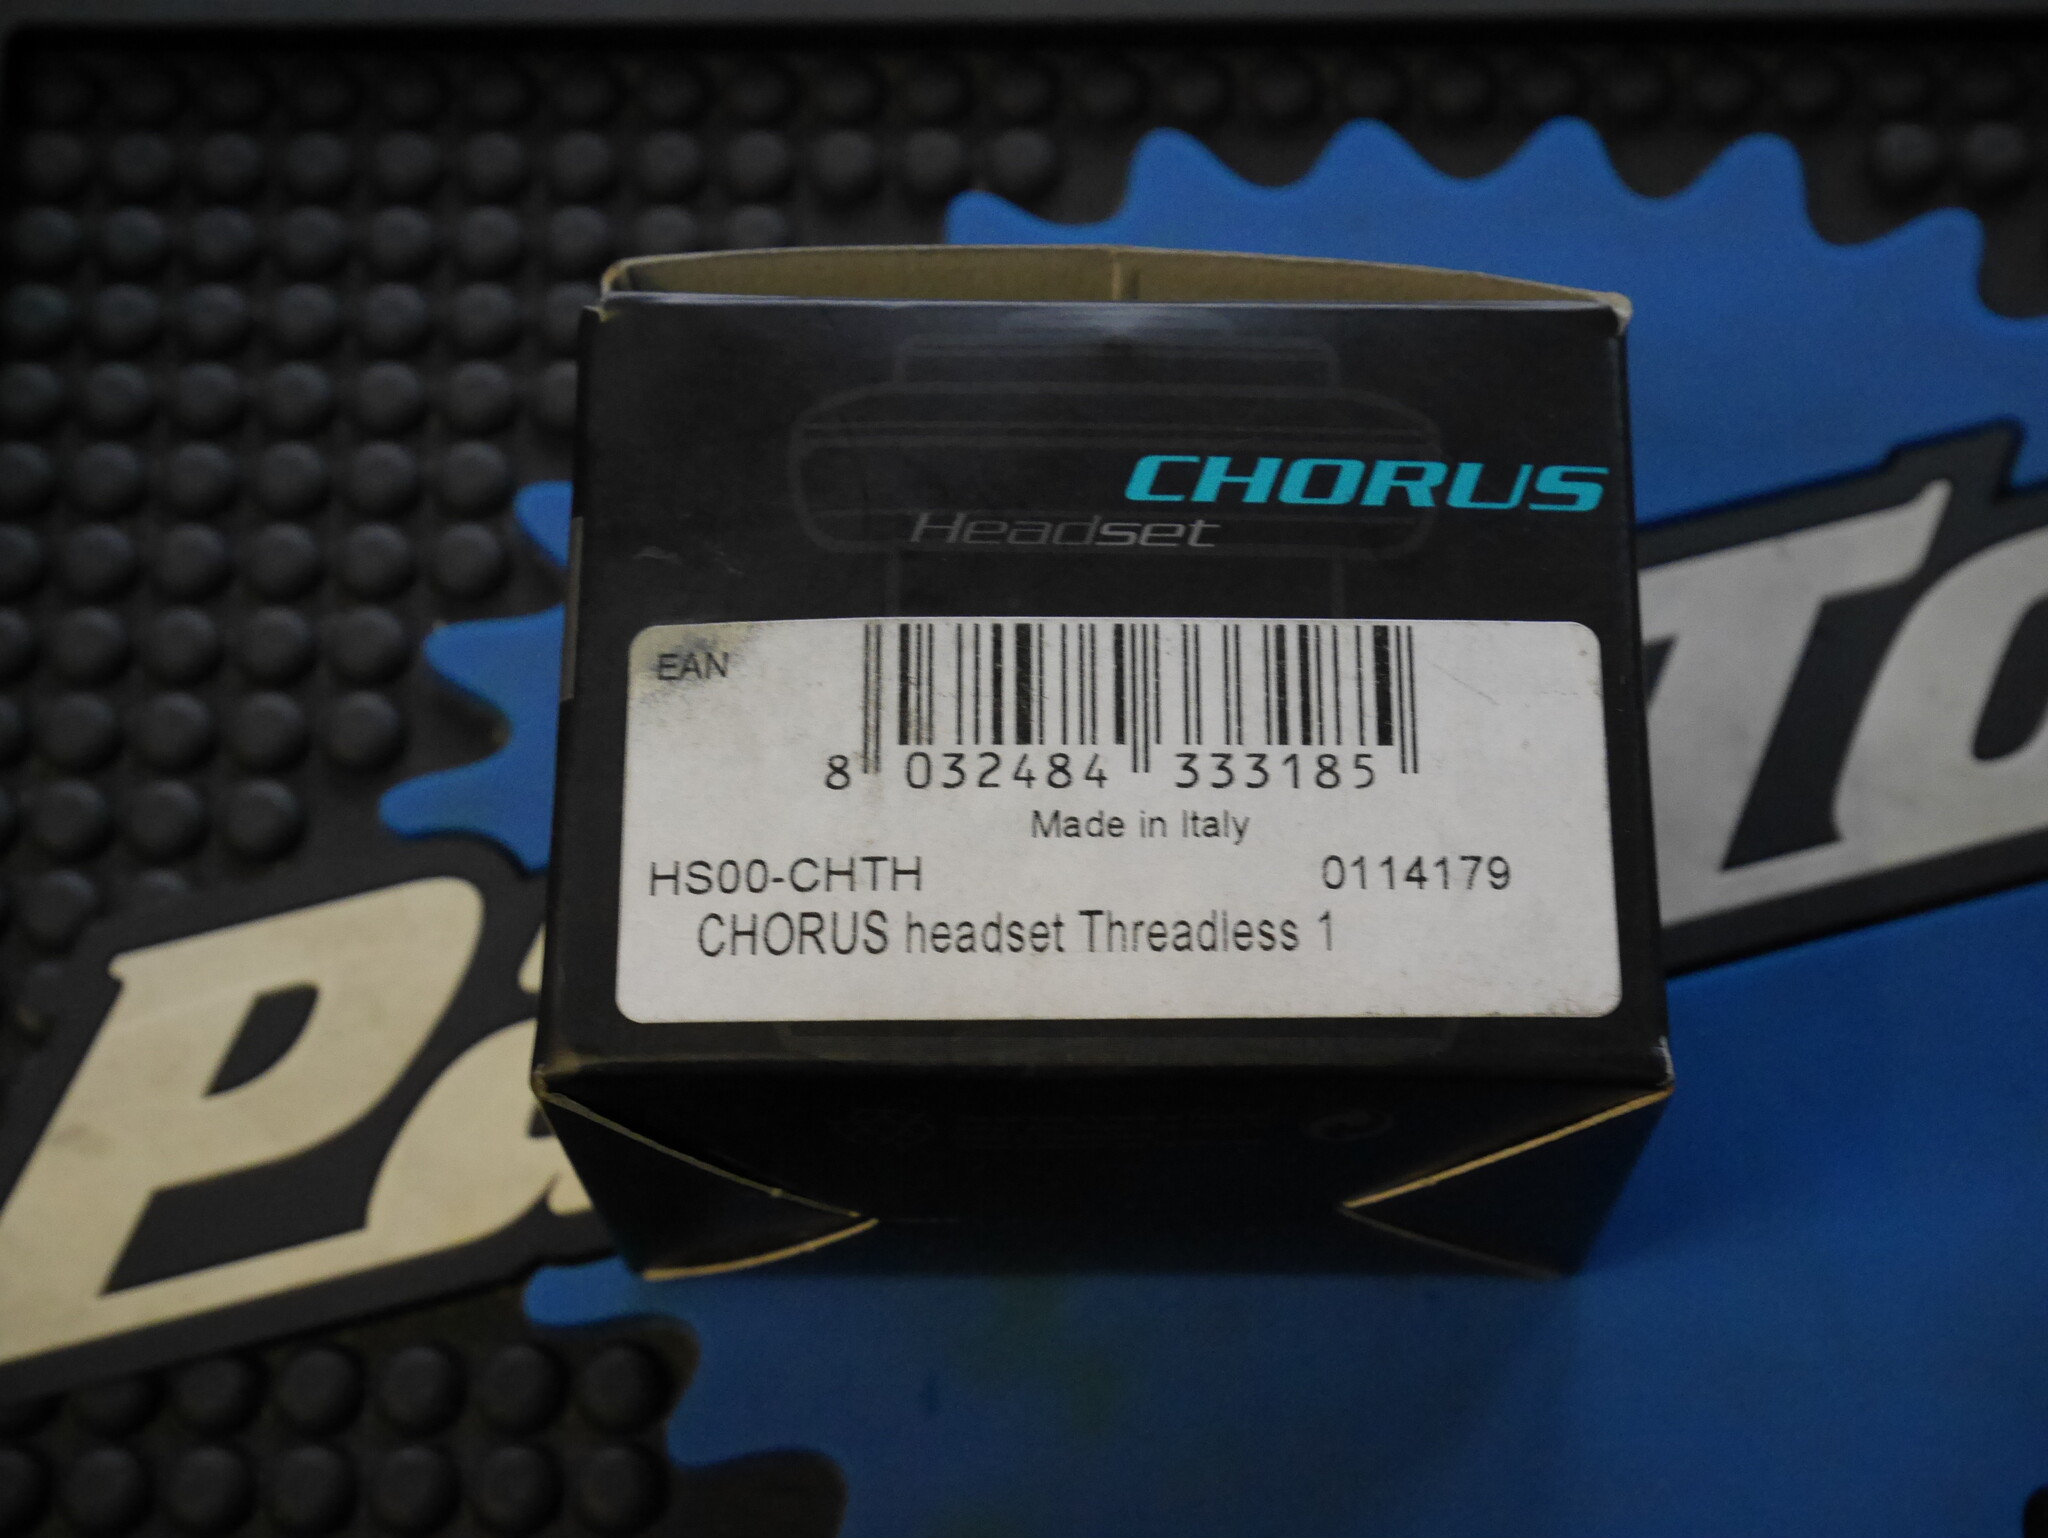 CHORUS
Headset
EAN
8 032484 333185
Made in Italy
HS00-CHTH 0114179
CHORUS headset Threadless 1